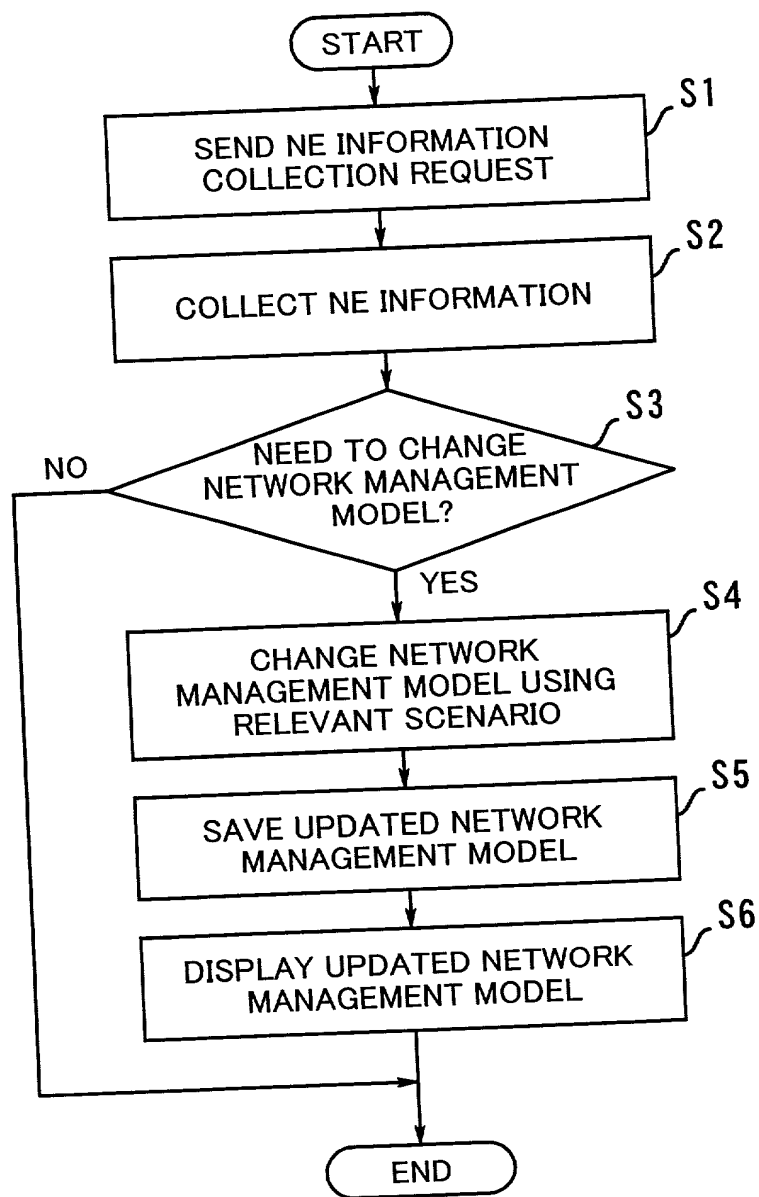 START
S1
SEND NE INFORMATION
COLLECTION REQUEST
S2
COLLECT NE INFORMATION
S3
NEED TO CHANGE
NETWORK MANAGEMENT
MODEL?
NO
YES
S4
CHANGE NETWORK
MANAGEMENT MODEL USING
RELEVANT SCENARIO
S5
SAVE UPDATED NETWORK
MANAGEMENT MODEL
S6
DISPLAY UPDATED NETWORK
MANAGEMENT MODEL
END